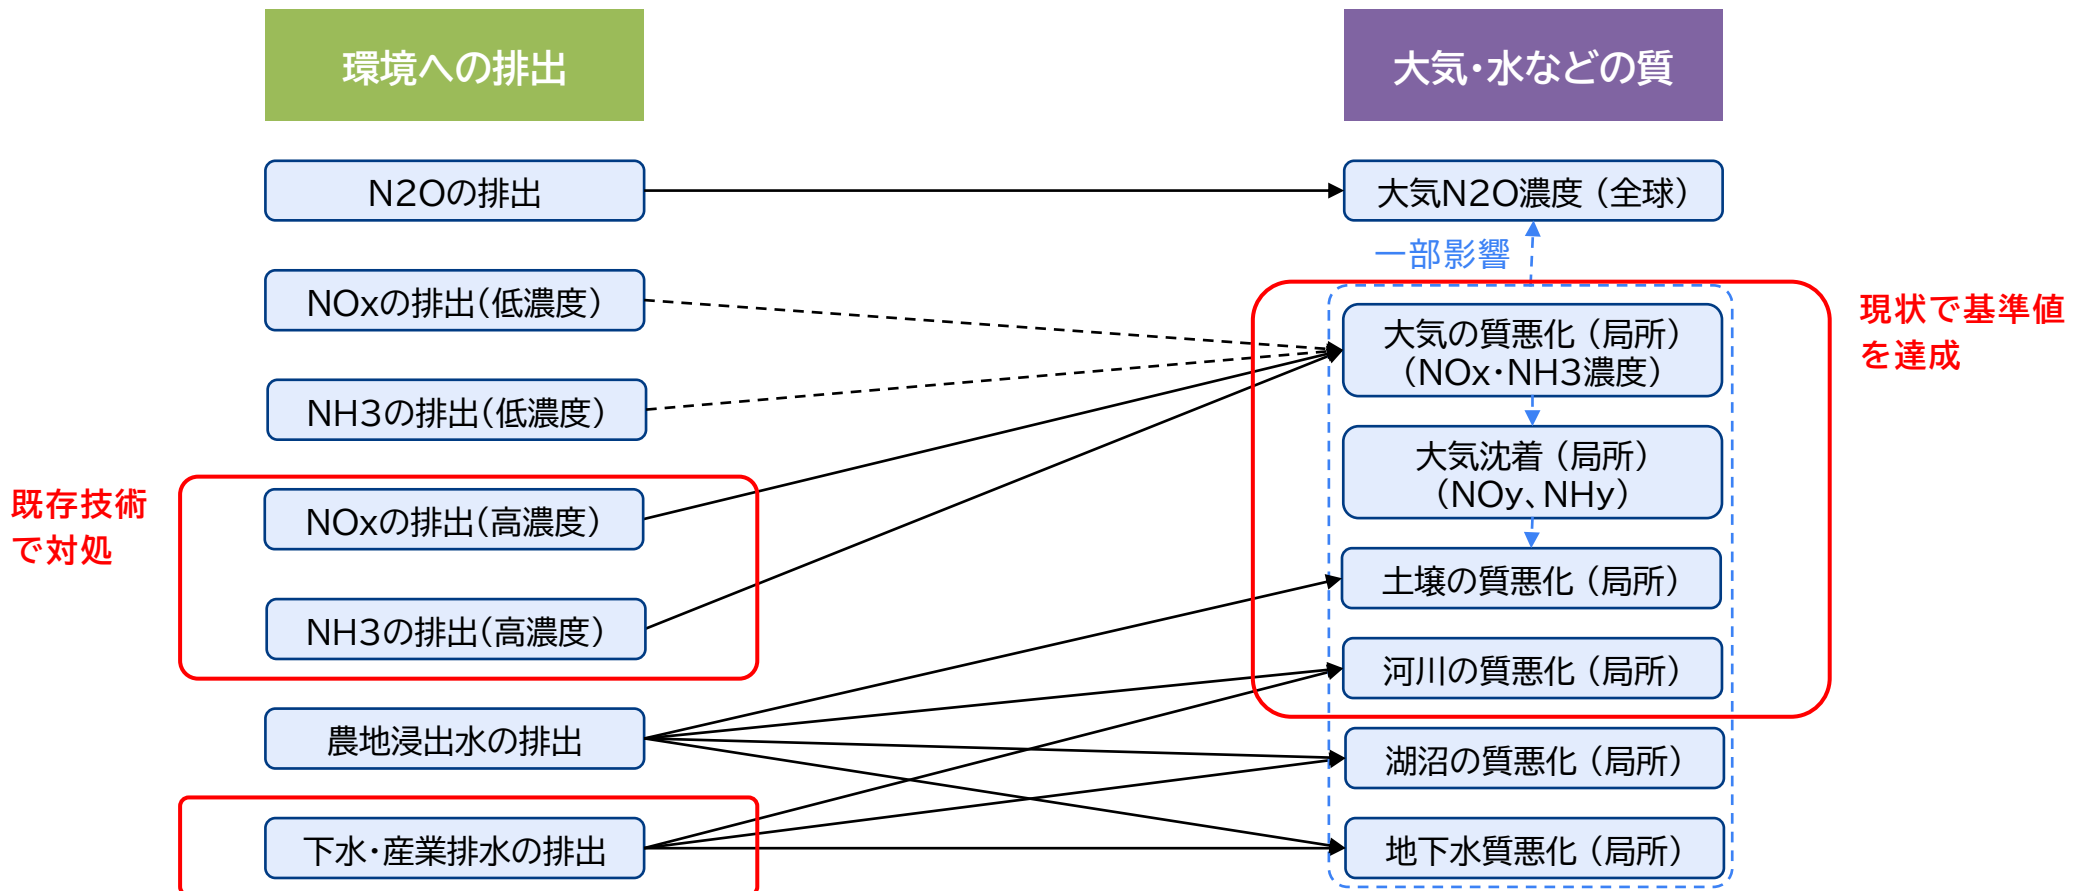 環境への排出
大気・水などの質
N2Oの排出
大気N2O濃度（全球）
一部影響
NOxの排出（低濃度）
現状で基準値
を達成
大気の質悪化（局所）
（NOx・NH3濃度）
NH3の排出（低濃度）
大気沈着（局所）
（NOy、NHy）
既存技術
で対処
NOxの排出（高濃度）
土壌の質悪化（局所）
NH3の排出（高濃度）
河川の質悪化（局所）
農地浸出水の排出
湖沼の質悪化（局所）
下水・産業排水の排出
地下水質悪化（局所）